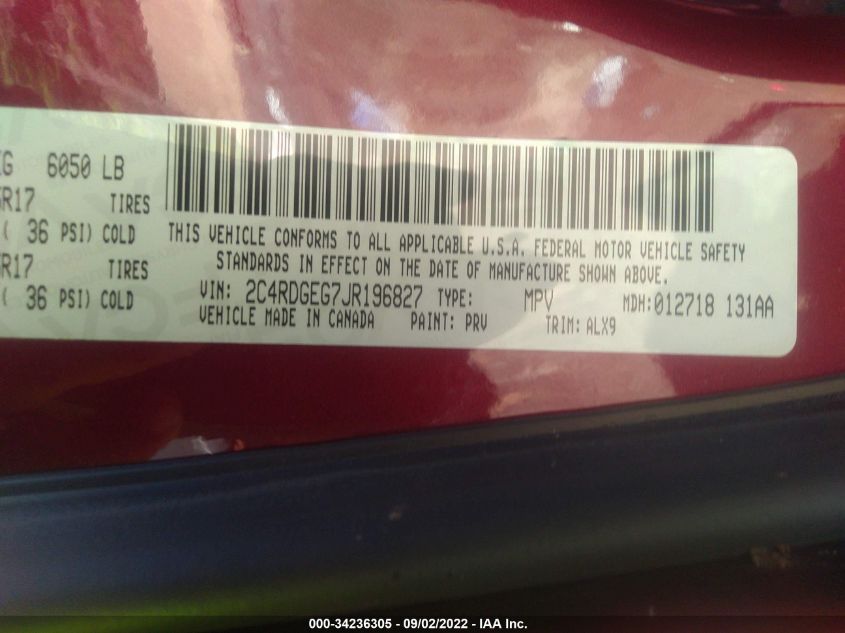 IG 6050 LB
R17 TIRES
( 36 PSI) COLD
R17 TIRES
( 36 PSI) COLD
THIS VEHICLE CONFORMS TO ALL APPLICABLE U.S.A. FEDERAL MOTOR VEHICLE SAFETY
STANDARDS IN EFFECT ON THE DATE OF MANUFACTURE SHOWN ABOVE.
VIN: 2C4RDGEG7JR196827 TYPE: MPV MDH:012718 131AA
VEHICLE MADE IN CANADA PAINT: PRV TRIM: ALX9
000-34236305 - 09/02/2022 - IAA Inc.